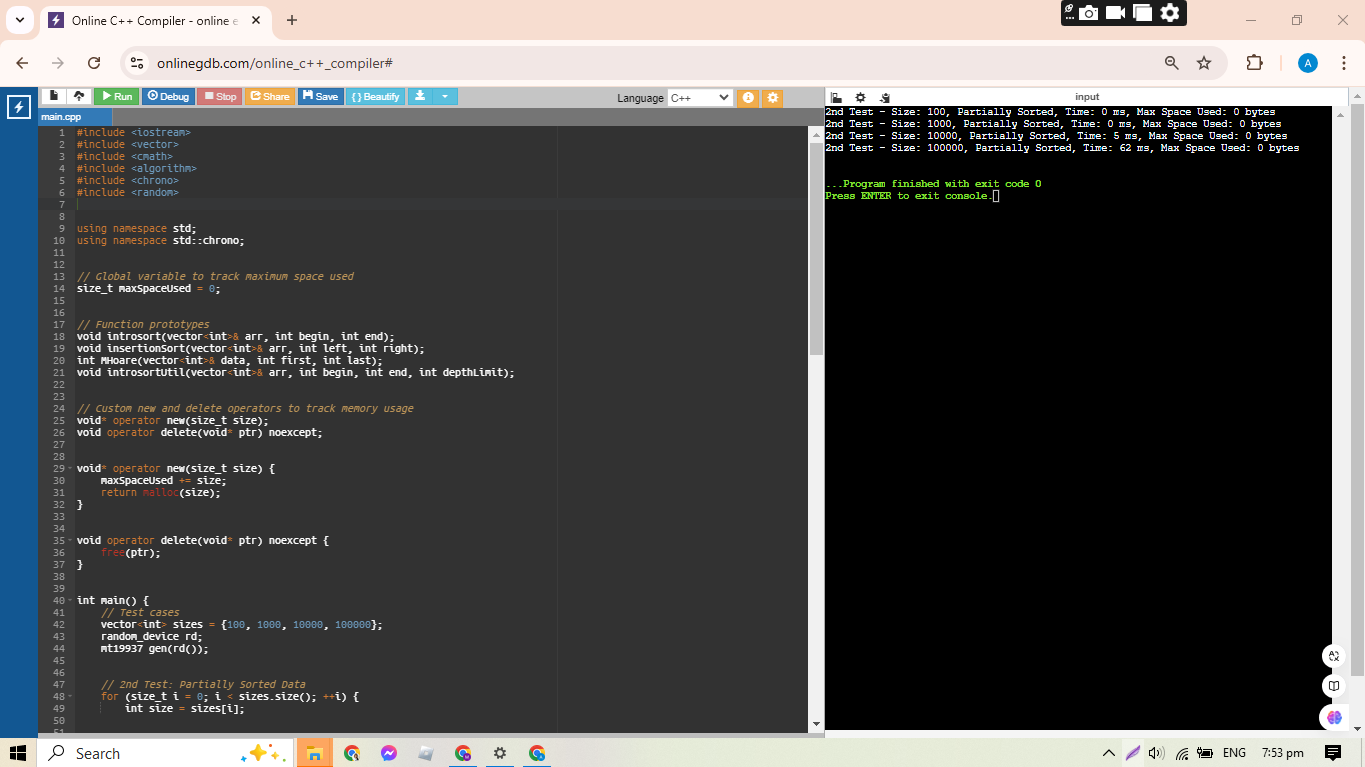 Online C++ Compiler - online e
onlinegdb.com/online_c++_compiler#
A
Run Debug Stop Share Save { } Beautify
Language C++
main.cpp
1 #include <iostream>
2 #include <vector>
3 #include <cmath>
4 #include <algorithm>
5 #include <chrono>
6 #include <random>
7
8
9 using namespace std;
10 using namespace std::chrono;
11
12
13 // Global variable to track maximum space used
14 size_t maxSpaceUsed = 0;
15
16
17 // Function prototypes
18 void introsort(vector<int>& arr, int begin, int end);
19 void insertionSort(vector<int>& arr, int left, int right);
20 int MHoare(vector<int>& data, int first, int last);
21 void introsortUtil(vector<int>& arr, int begin, int end, int depthLimit);
22
23
24 // Custom new and delete operators to track memory usage
25 void* operator new(size_t size);
26 void operator delete(void* ptr) noexcept;
27
28
29 void* operator new(size_t size) {
30 maxSpaceUsed += size;
31 return malloc(size);
32 }
33
34
35 void operator delete(void* ptr) noexcept {
36 free(ptr);
37 }
38
39
40 int main() {
41 // Test cases
42 vector<int> sizes = {100, 1000, 10000, 100000};
43 random_device rd;
44 mt19937 gen(rd());
45
46
47 // 2nd Test: Partially Sorted Data
48 for (size_t i = 0; i < sizes.size(); ++i) {
49 int size = sizes[i];
50
51
input
2nd Test - Size: 100, Partially Sorted, Time: 0 ms, Max Space Used: 0 bytes
2nd Test - Size: 1000, Partially Sorted, Time: 0 ms, Max Space Used: 0 bytes
2nd Test - Size: 10000, Partially Sorted, Time: 5 ms, Max Space Used: 0 bytes
2nd Test - Size: 100000, Partially Sorted, Time: 62 ms, Max Space Used: 0 bytes
...Program finished with exit code 0
Press ENTER to exit console.
Search
ENG
7:53 pm